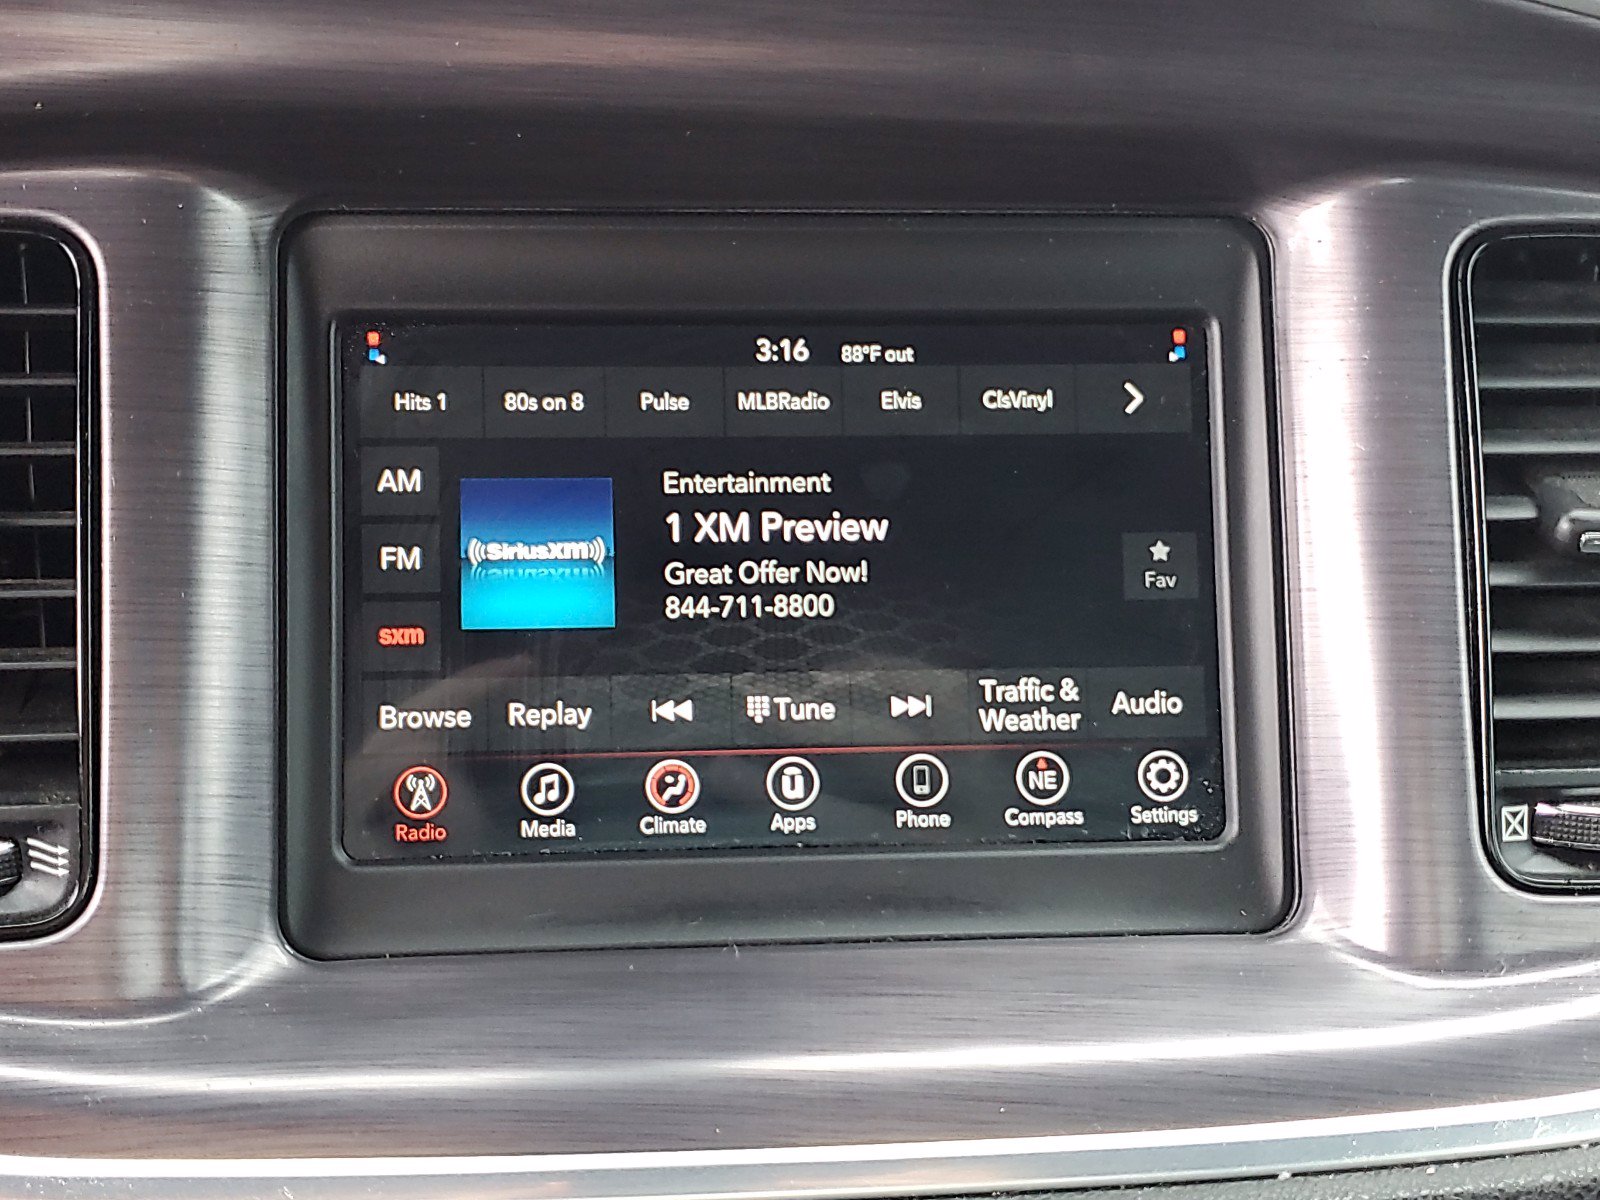 3:16 88°F out
Hits 1 80s on 8 Pulse MLBRadio Elvis ClsVinyl
AM
FM
sxm
((SiriusXM))
Entertainment
1 XM Preview
Great Offer Now!
844-711-8800
Fav
Browse Replay Tune Traffic & Weather Audio
Radio Media Climate Apps Phone NE Compass Settings